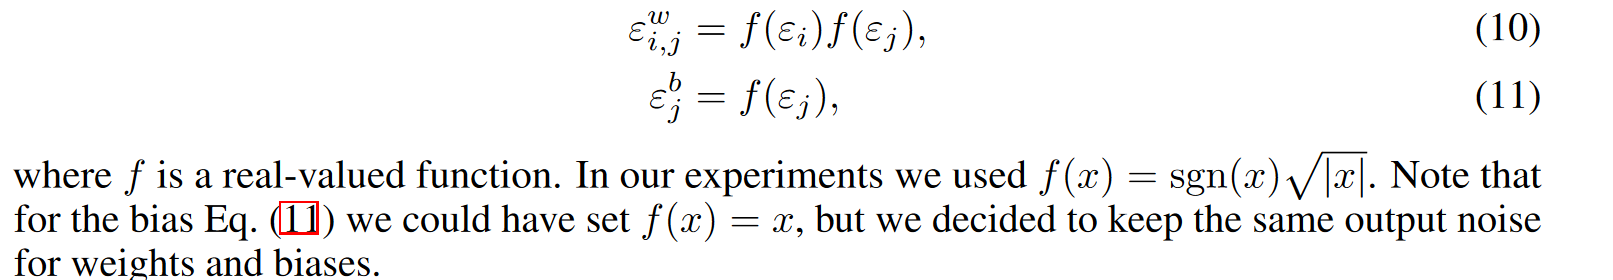 ε^w_{i,j} = f(ε_i)f(ε_j), (10)
ε^b_j = f(ε_j), (11)
where f is a real-valued function. In our experiments we used f(x) = sgn(x)√|x|. Note that
for the bias Eq. (11) we could have set f(x) = x, but we decided to keep the same output noise
for weights and biases.